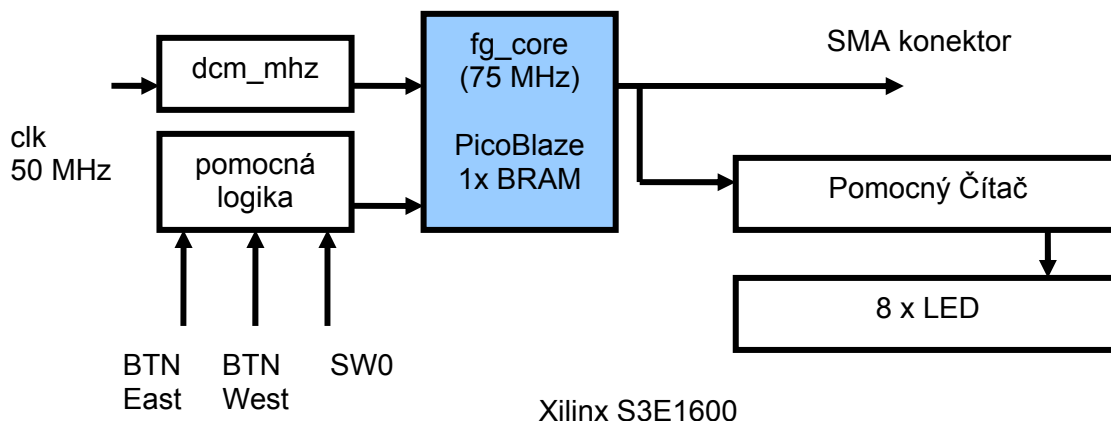 clk
50 MHz
dcm_mhz
pomocná
logika
BTN
East
BTN
West
SW0
fg_core
(75 MHz)
PicoBlaze
1x BRAM
SMA konektor
Pomocný Čítač
8 x LED
Xilinx S3E1600